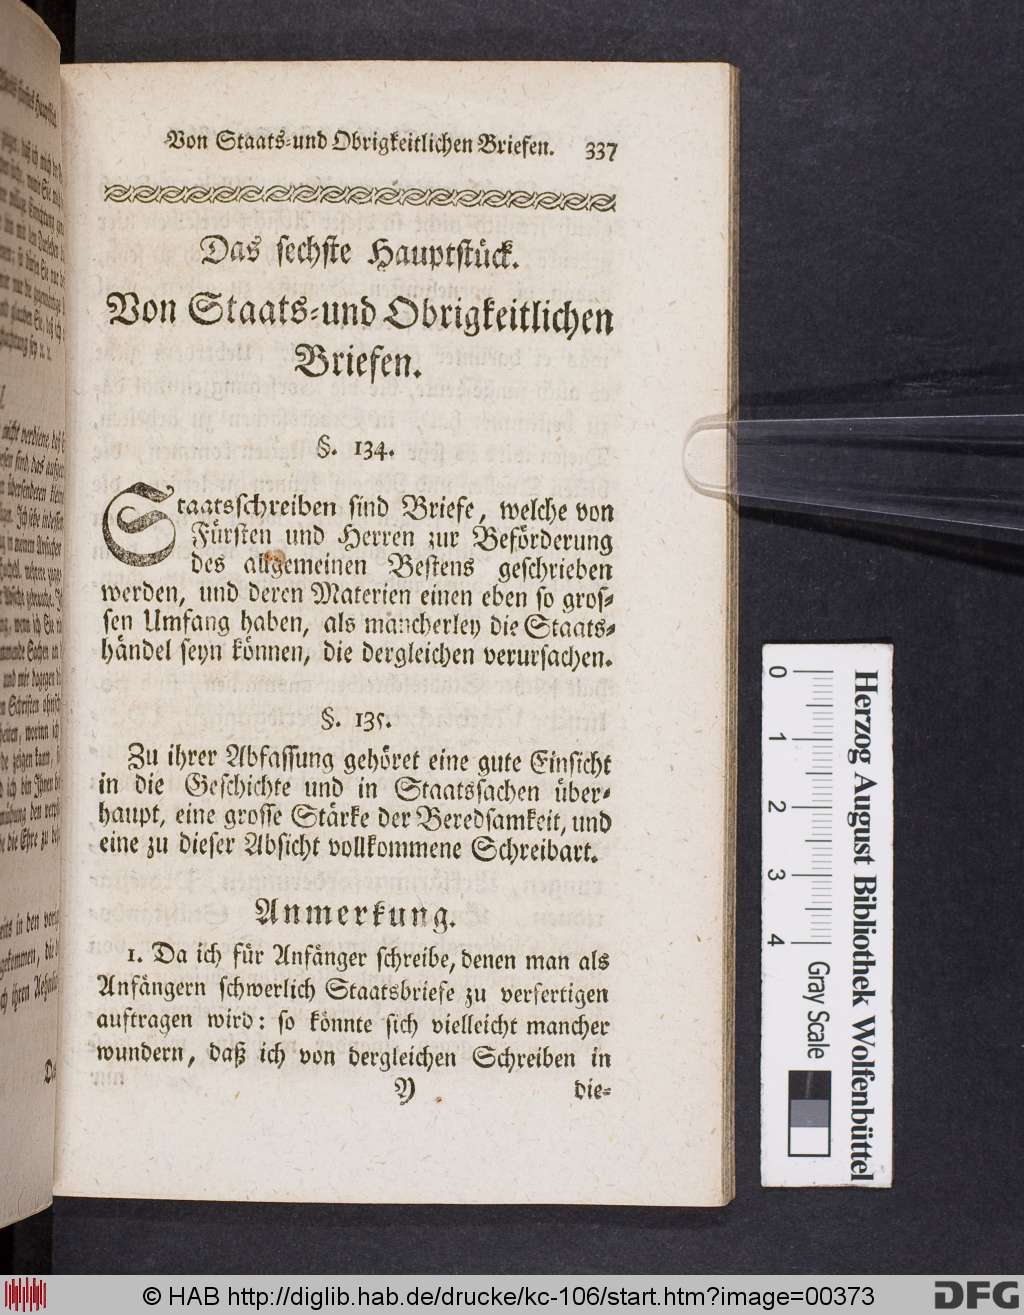 Von Staats-und Obrigkeitlichen Briefen. 337
Das sechste Hauptstück.
Von Staats-und Obrigkeitlichen
Briefen.
§. 134.
Staatsschreiben sind Briefe, welche von
Fürsten und Herren zur Beförderung
des allgemeinen Bestens geschrieben
werden, und deren Materien einen eben so gros-
sen Umfang haben, als mancherley die Staats-
händel seyn können, die dergleichen verursachen.
§. 135.
Zu ihrer Abfassung gehöret eine gute Einsicht
in die Geschichte und in Staatssachen über-
haupt, eine grosse Stärke der Beredsamkeit, und
eine zu dieser Absicht vollkommene Schreibart.
Anmerkung.
1. Da ich für Anfänger schreibe, denen man als
Anfängern schwerlich Staatsbriefe zu verfertigen
auftragen wird: so könnte sich vielleicht mancher
wundern, daß ich von dergleichen Schreiben in
Y die-
0 1 2 3 4
Gray Scale
Herzog August Bibliothek Wolfenbüttel
© HAB http://diglib.hab.de/drucke/kc-106/start.htm?image=00373
DFG